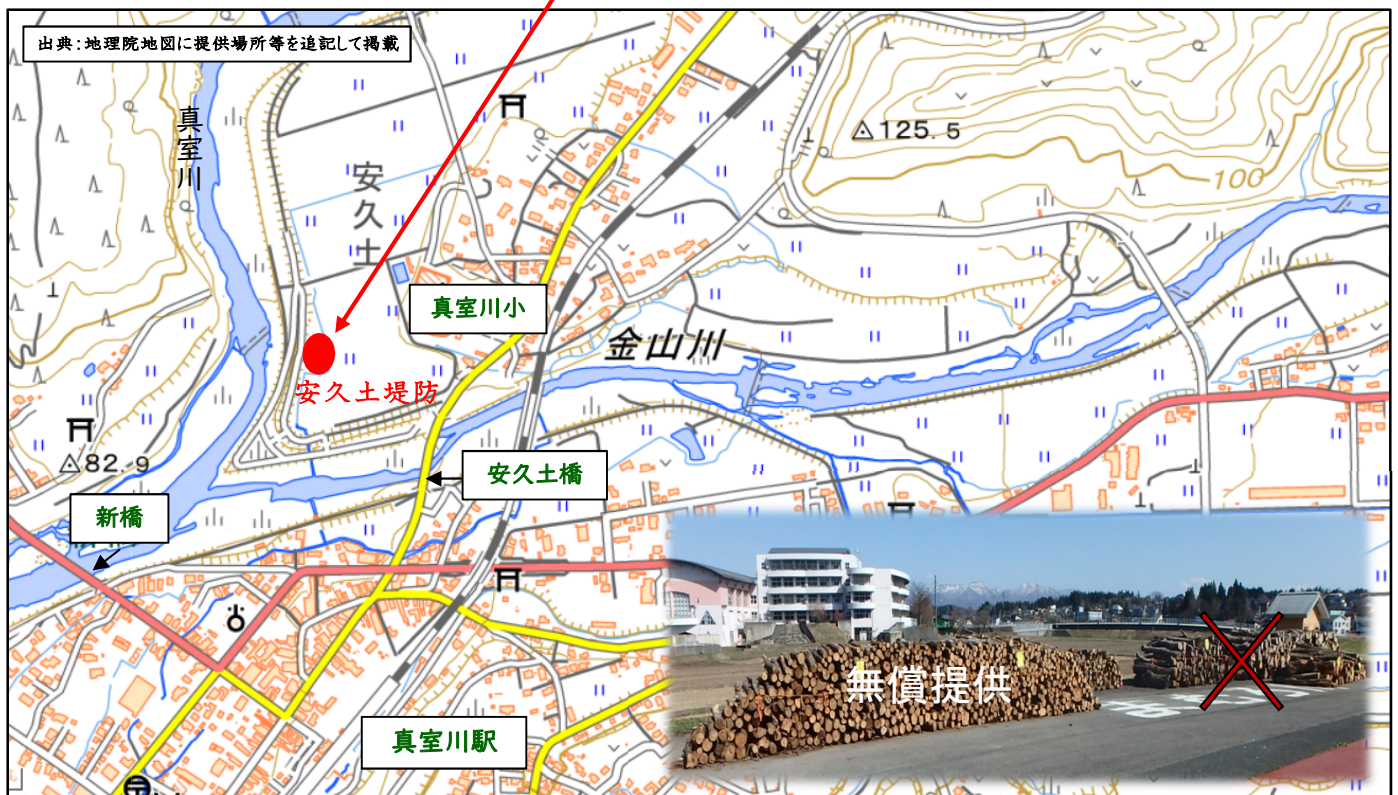 出典：地理院地図に提供場所等を追記して掲載
真室川
安久土
125.5
100
真室川小
金山川
安久土堤防
82.9
安久土橋
新橋
無償提供
真室川駅